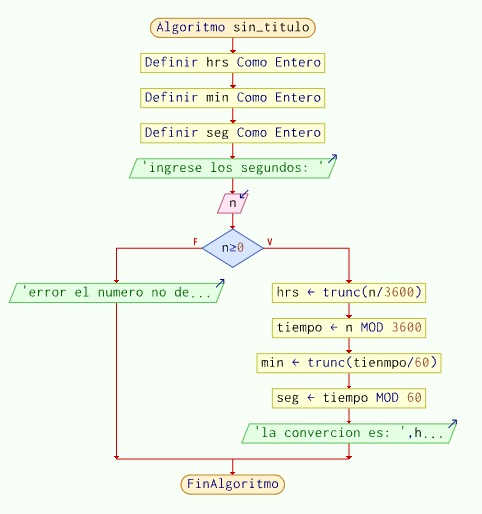 Algoritmo sin_titulo
Definir hrs Como Entero
Definir min Como Entero
Definir seg Como Entero
'ingrese los segundos: '
n
n≥0
F
V
'error el numero no de...
hrs ← trunc(n/3600)
tiempo ← n MOD 3600
min ← trunc(tienmpo/60)
seg ← tiempo MOD 60
'la convercion es: ',h...
FinAlgoritmo